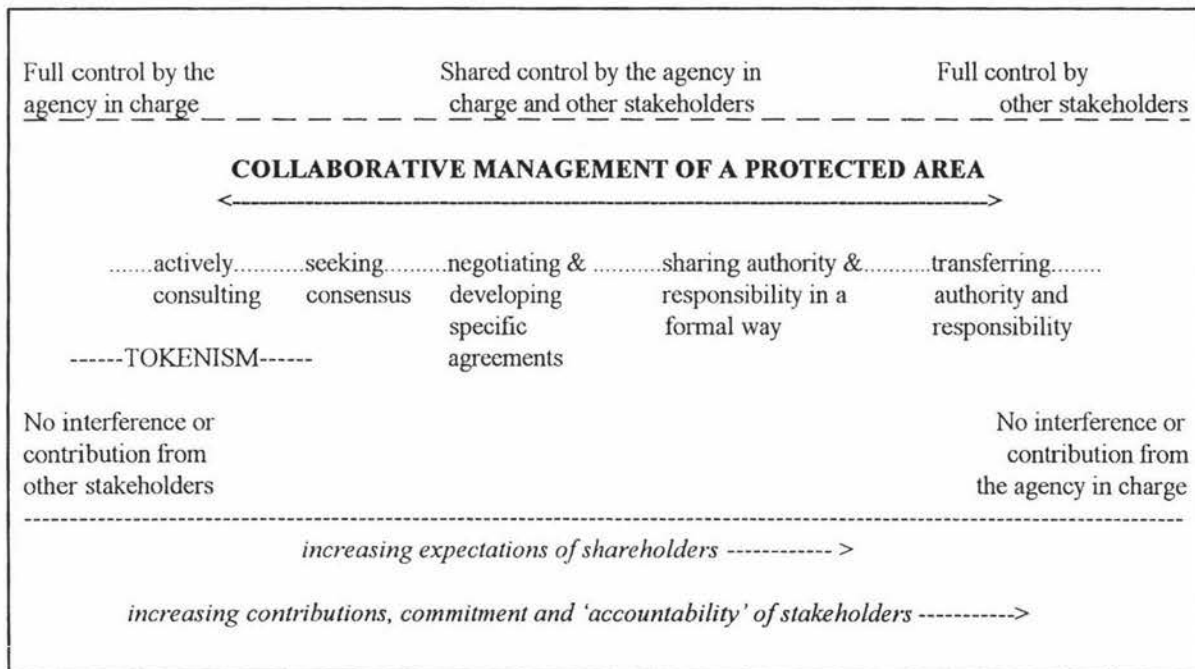 Full control by the Shared control by the agency in Full control by
agency in charge charge and other stakeholders other stakeholders
COLLABORATIVE MANAGEMENT OF A PROTECTED AREA
<------------------------------------------------------------>
.......actively...........seeking.........negotiating & ...........sharing authority &...........transferring........
consulting consensus developing responsibility in a authority and
specific formal way responsibility
------TOKENISM------ agreements
No interference or No interference or
contribution from contribution from
other stakeholders the agency in charge
increasing expectations of shareholders ------------ >
increasing contributions, commitment and ‘accountability’ of stakeholders ----------->